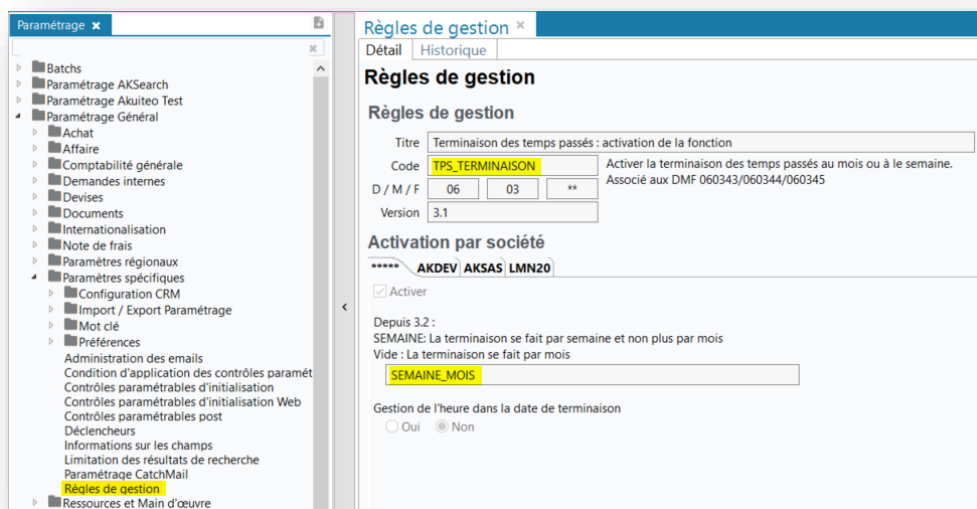 Paramétrage
Batchs
Paramétrage AKSearch
Paramétrage Akuiteo Test
Paramétrage Général
Achat
Affaire
Comptabilité générale
Demandes internes
Devises
Documents
Internationalisation
Note de frais
Paramètres régionaux
Paramètres spécifiques
Configuration CRM
Import / Export Paramétrage
Mot clé
Préférences
Administration des emails
Condition d'application des contrôles paramét
Contrôles paramétrables d'initialisation
Contrôles paramétrables d'initialisation Web
Contrôles paramétrables post
Déclencheurs
Informations sur les champs
Limitation des résultats de recherche
Paramétrage CatchMail
Règles de gestion
Ressources et Main d'œuvre
Règles de gestion
Détail Historique
Règles de gestion
Règles de gestion
Titre Terminaison des temps passés : activation de la fonction
Code TPS_TERMINAISON Activer la terminaison des temps passés au mois ou à le semaine.
Associé aux DMF 060343/060344/060345
D / M / F 06 03 **
Version 3.1
Activation par société
***** AKDEV AKSAS LMN20
Activer
Depuis 3.2 :
SEMAINE: La terminaison se fait par semaine et non plus par mois
Vide : La terminaison se fait par mois
SEMAINE_MOIS
Gestion de l'heure dans la date de terminaison
Oui Non